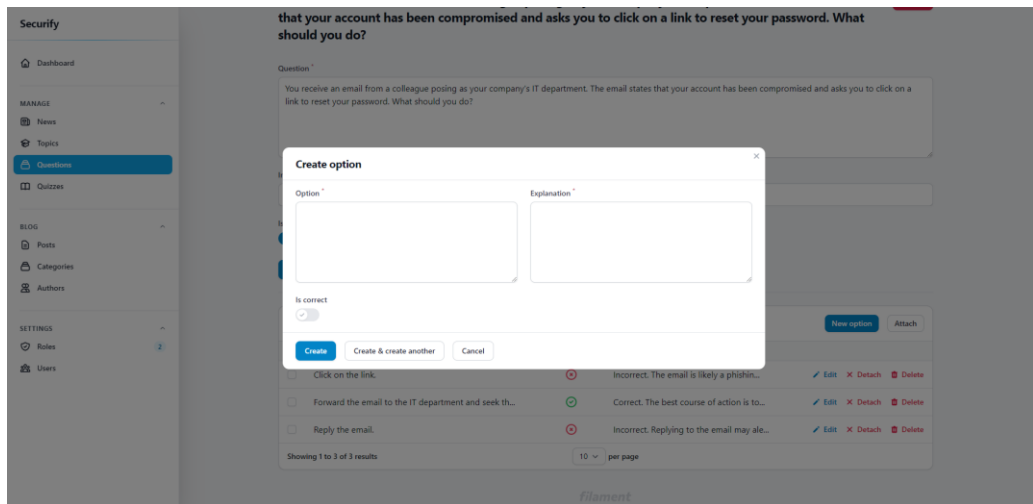 Securify
Dashboard
MANAGE
News
Topics
Questions
Quizzes
BLOG
Posts
Categories
Authors
SETTINGS
Roles 2
Users
that your account has been compromised and asks you to click on a link to reset your password. What
should you do?
Question *
You receive an email from a colleague posing as your company's IT department. The email states that your account has been compromised and asks you to click on a
link to reset your password. What should you do?
Create option
Option *
Explanation *
Is correct
Create
Create & create another
Cancel
New option
Attach
Click on the link. Incorrect. The email is likely a phishin... Edit Detach Delete
Forward the email to the IT department and seek th... Correct. The best course of action is to... Edit Detach Delete
Reply the email. Incorrect. Replying to the email may ale... Edit Detach Delete
Showing 1 to 3 of 3 results 10 per page
filament